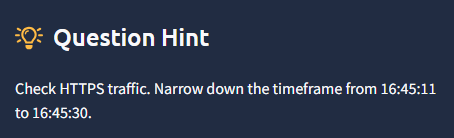 Question Hint
Check HTTPS traffic. Narrow down the timeframe from 16:45:11
to 16:45:30.